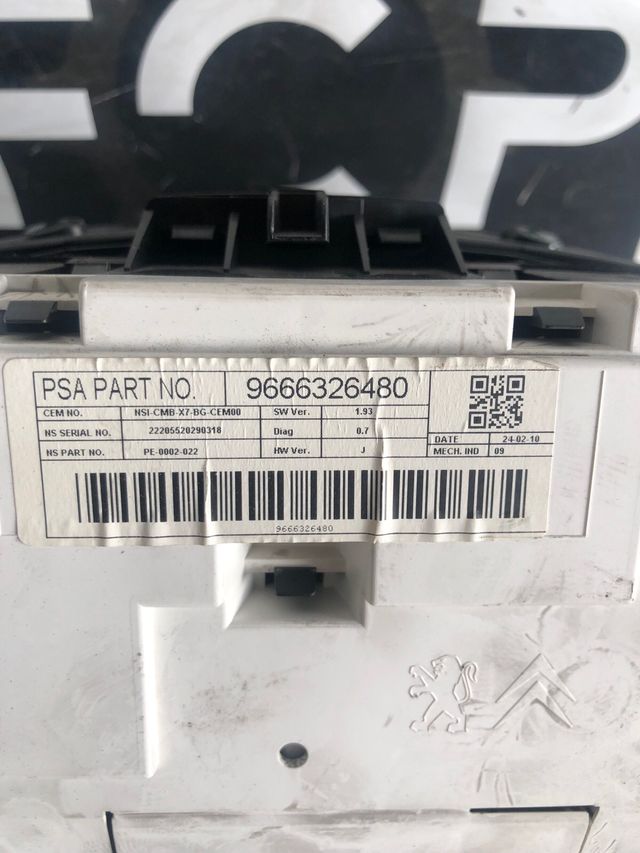 ECP
PSA PART NO. 9666326480
CEM NO. NSI-CMB-X7-BG-CEM00 SW Ver. 1.93
NS SERIAL NO. 22205520290318 Diag 0.7 DATE 24-02-10
NS PART NO. PE-0002-022 HW Ver. J MECH. IND 09
9666326480